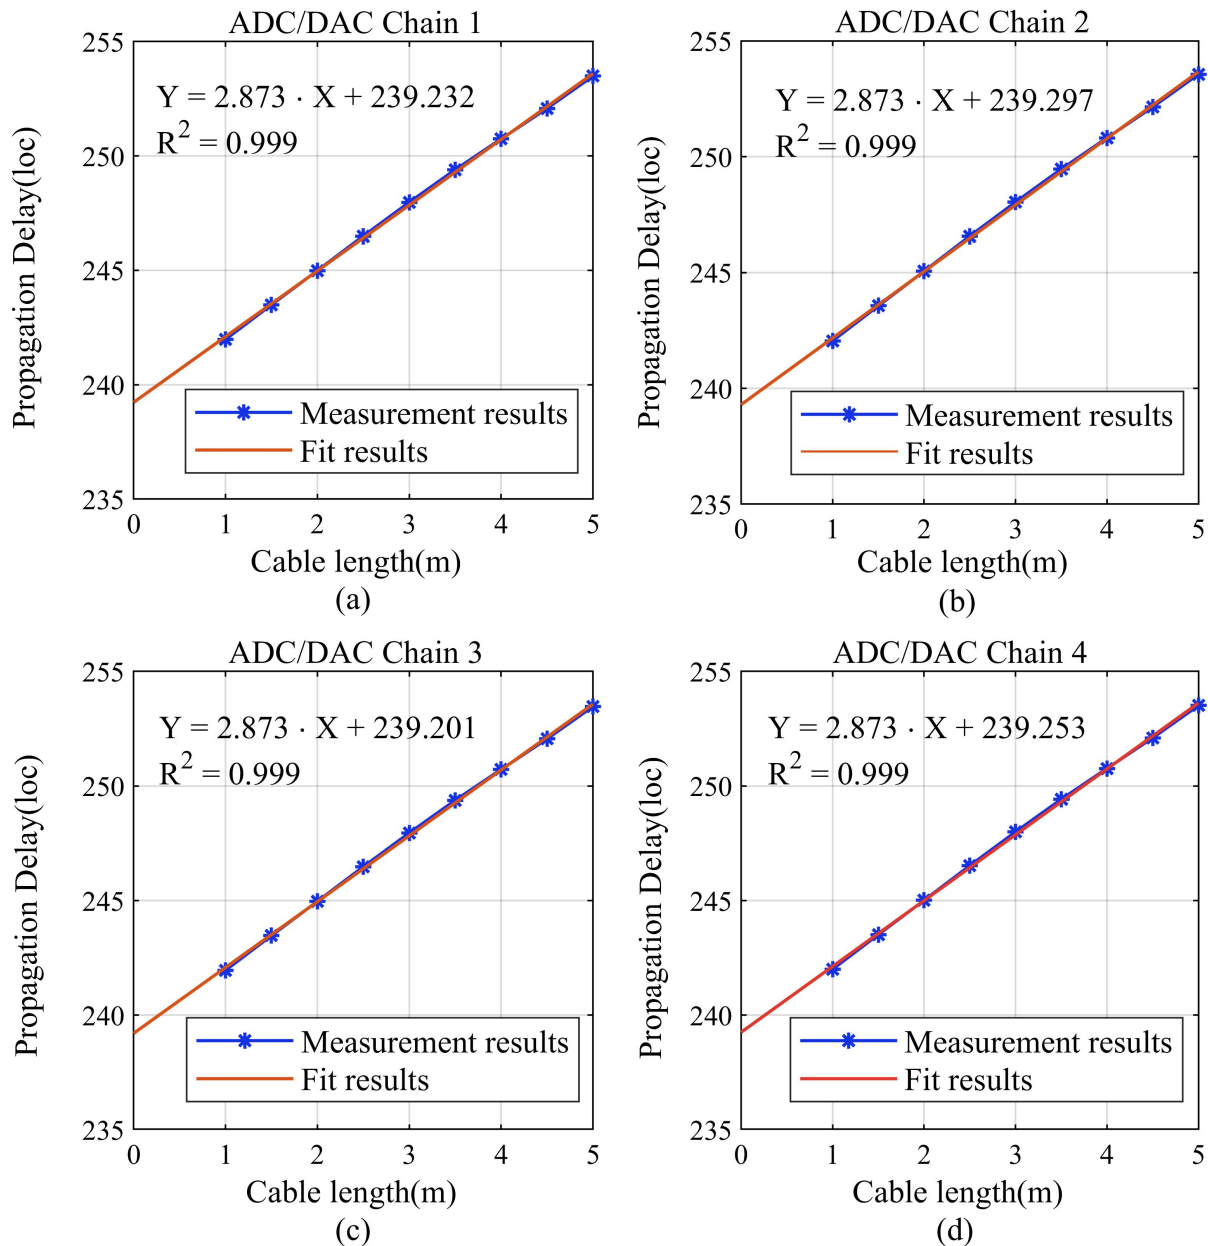 ADC/DAC Chain 1
Y = 2.873 · X + 239.232
R² = 0.999
Propagation Delay(loc)
255
250
245
240
235
Measurement results
Fit results
0 1 2 3 4 5
Cable length(m)
(a)
ADC/DAC Chain 2
Y = 2.873 · X + 239.297
R² = 0.999
Propagation Delay(loc)
255
250
245
240
235
Measurement results
Fit results
0 1 2 3 4 5
Cable length(m)
(b)
ADC/DAC Chain 3
Y = 2.873 · X + 239.201
R² = 0.999
Propagation Delay(loc)
255
250
245
240
235
Measurement results
Fit results
0 1 2 3 4 5
Cable length(m)
(c)
ADC/DAC Chain 4
Y = 2.873 · X + 239.253
R² = 0.999
Propagation Delay(loc)
255
250
245
240
235
Measurement results
Fit results
0 1 2 3 4 5
Cable length(m)
(d)